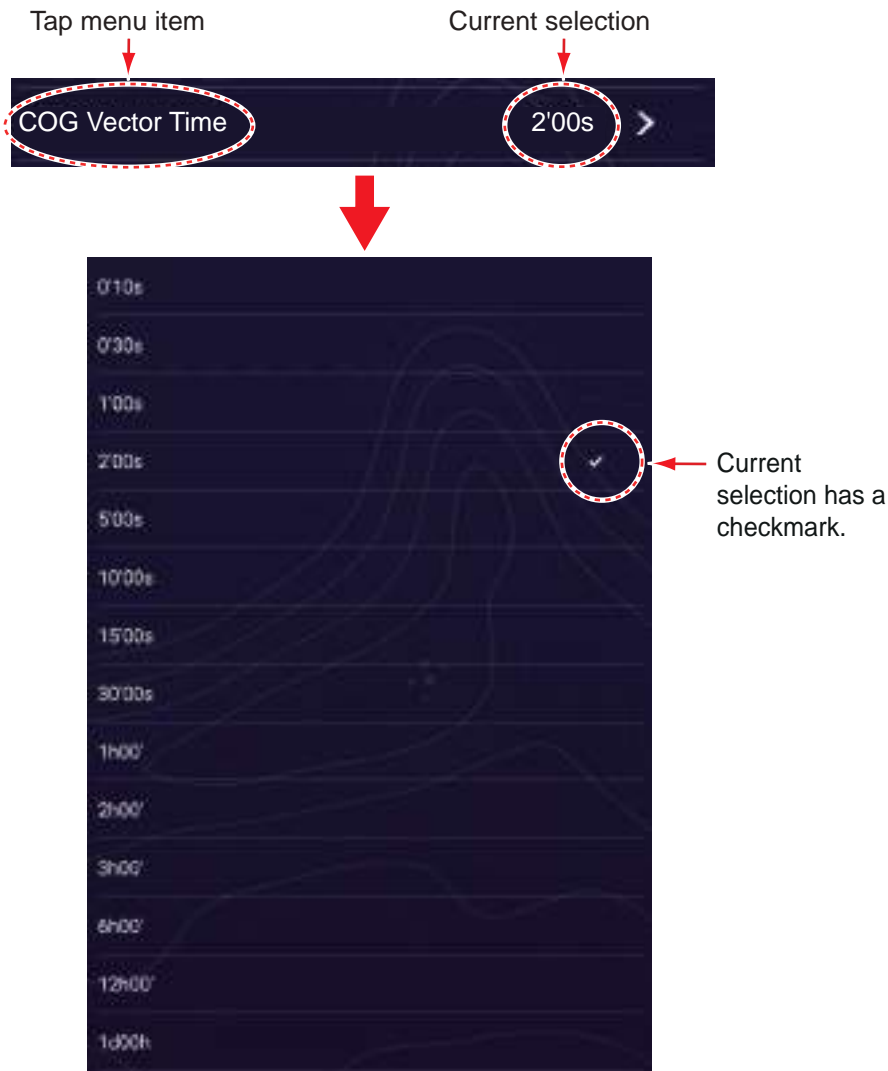 Tap menu item
Current selection
COG Vector Time 2'00s
0'10s
0'30s
1'00s
2'00s
Current
selection has a
checkmark.
5'00s
10'00s
15'00s
30'00s
1h00'
2h00'
3h00'
6h00'
12h00'
1d00h